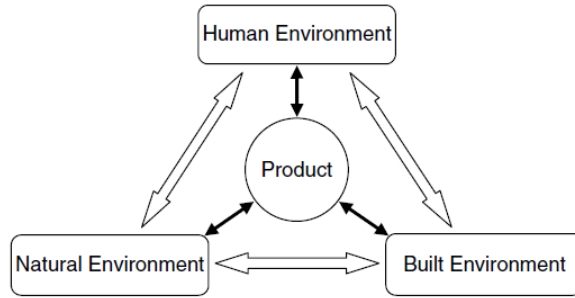 Human Environment
Product
Natural Environment
Built Environment